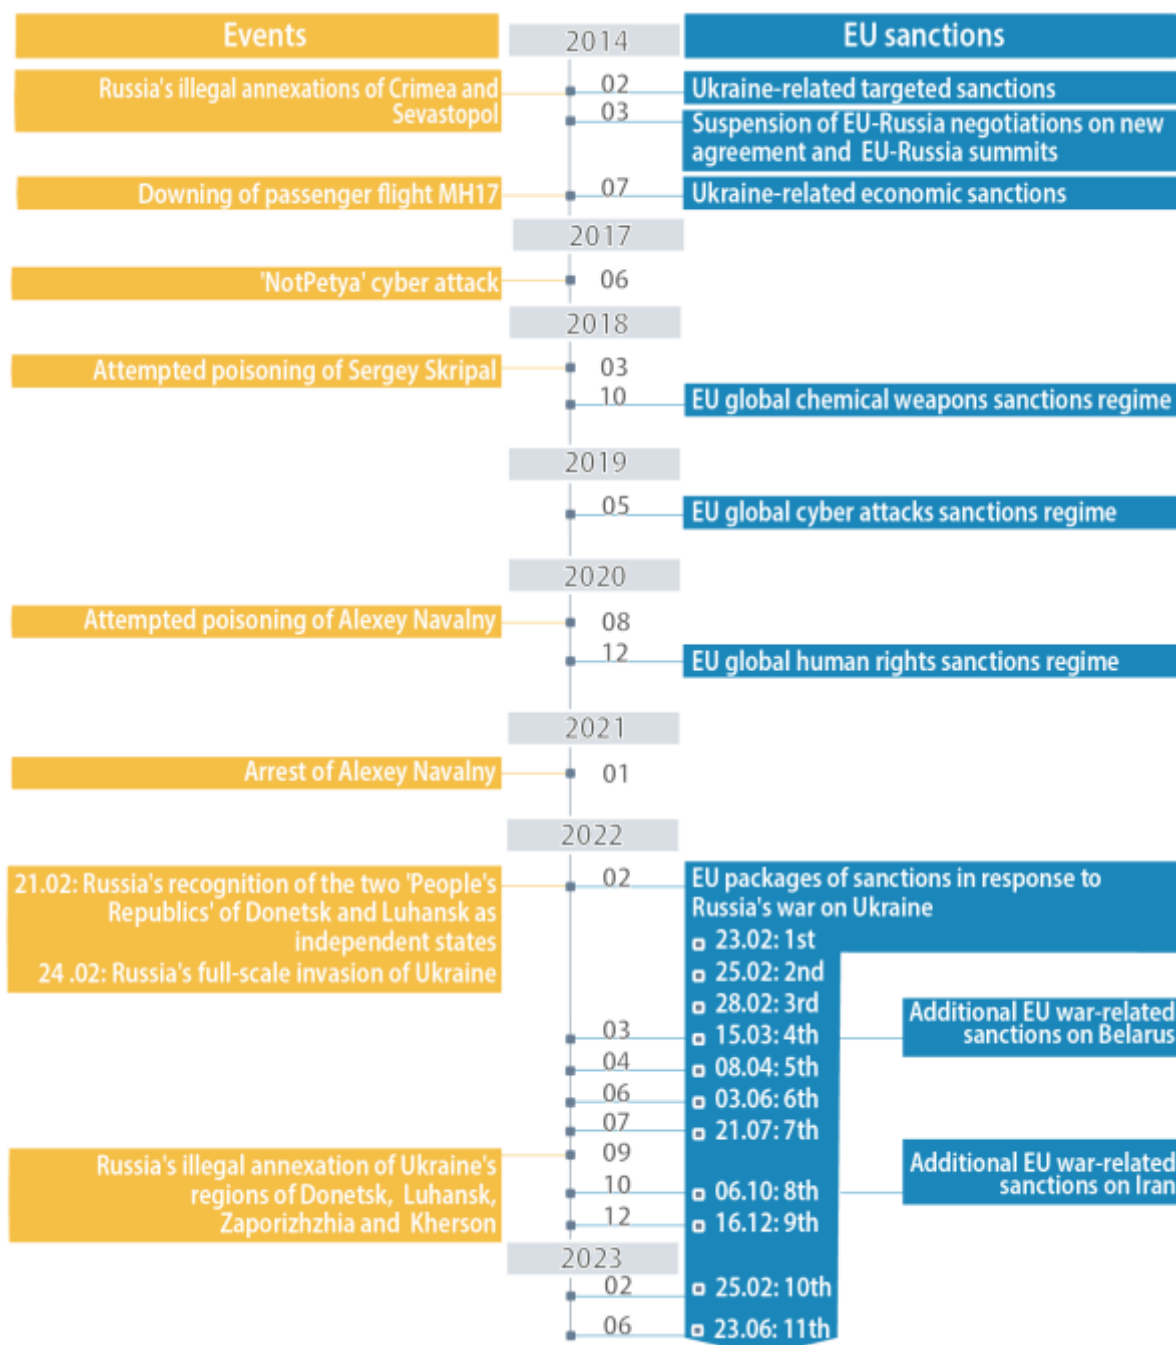 Events
2014
EU sanctions
Russia's illegal annexations of Crimea and
Sevastopol
02
Ukraine-related targeted sanctions
03
Suspension of EU-Russia negotiations on new
agreement and EU-Russia summits
Downing of passenger flight MH17
07
Ukraine-related economic sanctions
2017
'NotPetya' cyber attack
06
2018
Attempted poisoning of Sergey Skripal
03
10
EU global chemical weapons sanctions regime
2019
05
EU global cyber attacks sanctions regime
2020
Attempted poisoning of Alexey Navalny
08
12
EU global human rights sanctions regime
2021
Arrest of Alexey Navalny
01
2022
21.02: Russia's recognition of the two 'People's
Republics' of Donetsk and Luhansk as
independent states
24 .02: Russia's full-scale invasion of Ukraine
02
EU packages of sanctions in response to
Russia's war on Ukraine
23.02: 1st
25.02: 2nd
28.02: 3rd
03
15.03: 4th
Additional EU war-related
sanctions on Belarus
04
08.04: 5th
06
03.06: 6th
07
21.07: 7th
Russia's illegal annexation of Ukraine's
regions of Donetsk, Luhansk,
Zaporizhzhia and Kherson
09
10
06.10: 8th
Additional EU war-related
sanctions on Iran
12
16.12: 9th
2023
02
25.02: 10th
06
23.06: 11th